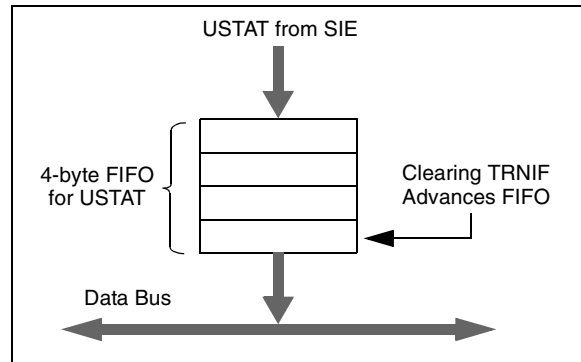 USTAT from SIE
4-byte FIFO
for USTAT
Clearing TRNIF
Advances FIFO
Data Bus